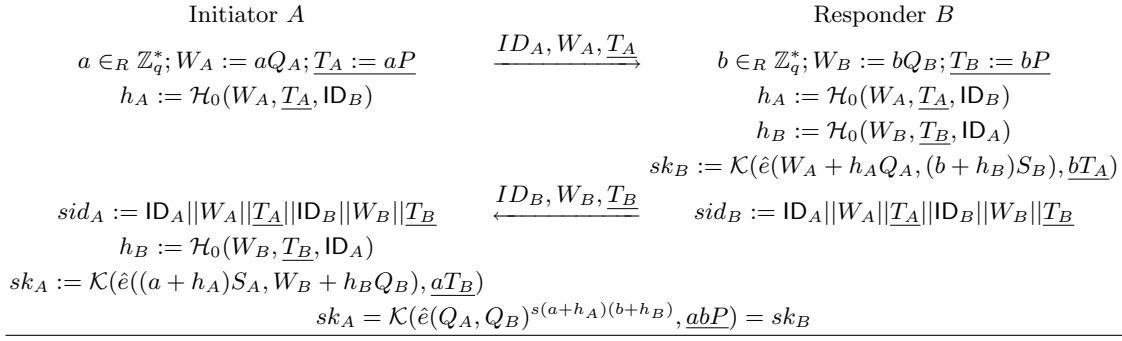 Initiator A Responder B
a ∈_R ℤ_q^*; W_A := aQ_A; T_A := aP ID_A, W_A, T_A b ∈_R ℤ_q^*; W_B := bQ_B; T_B := bP
h_A := ℋ_0(W_A, T_A, ID_B) h_A := ℋ_0(W_A, T_A, ID_B)
h_B := ℋ_0(W_B, T_B, ID_A)
sk_B := 𝒦(ê(W_A + h_AQ_A, (b + h_B)S_B), bT_A)
sid_A := ID_A||W_A||T_A||ID_B||W_B||T_B ID_B, W_B, T_B sid_B := ID_A||W_A||T_A||ID_B||W_B||T_B
h_B := ℋ_0(W_B, T_B, ID_A)
sk_A := 𝒦(ê((a + h_A)S_A, W_B + h_BQ_B), aT_B)
sk_A = 𝒦(ê(Q_A, Q_B)^{s(a+h_A)(b+h_B)}, abP) = sk_B